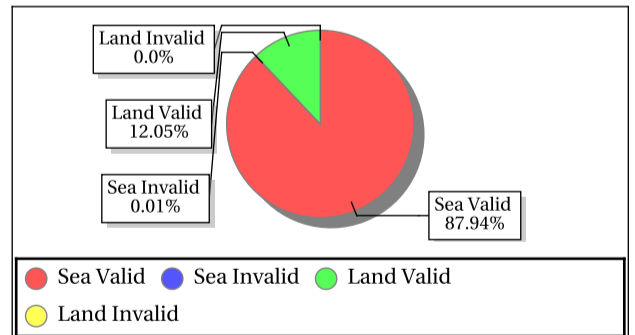 Land Invalid
0.0%
Land Valid
12.05%
Sea Invalid
0.01%
Sea Valid
87.94%
Sea Valid Sea Invalid Land Valid
Land Invalid